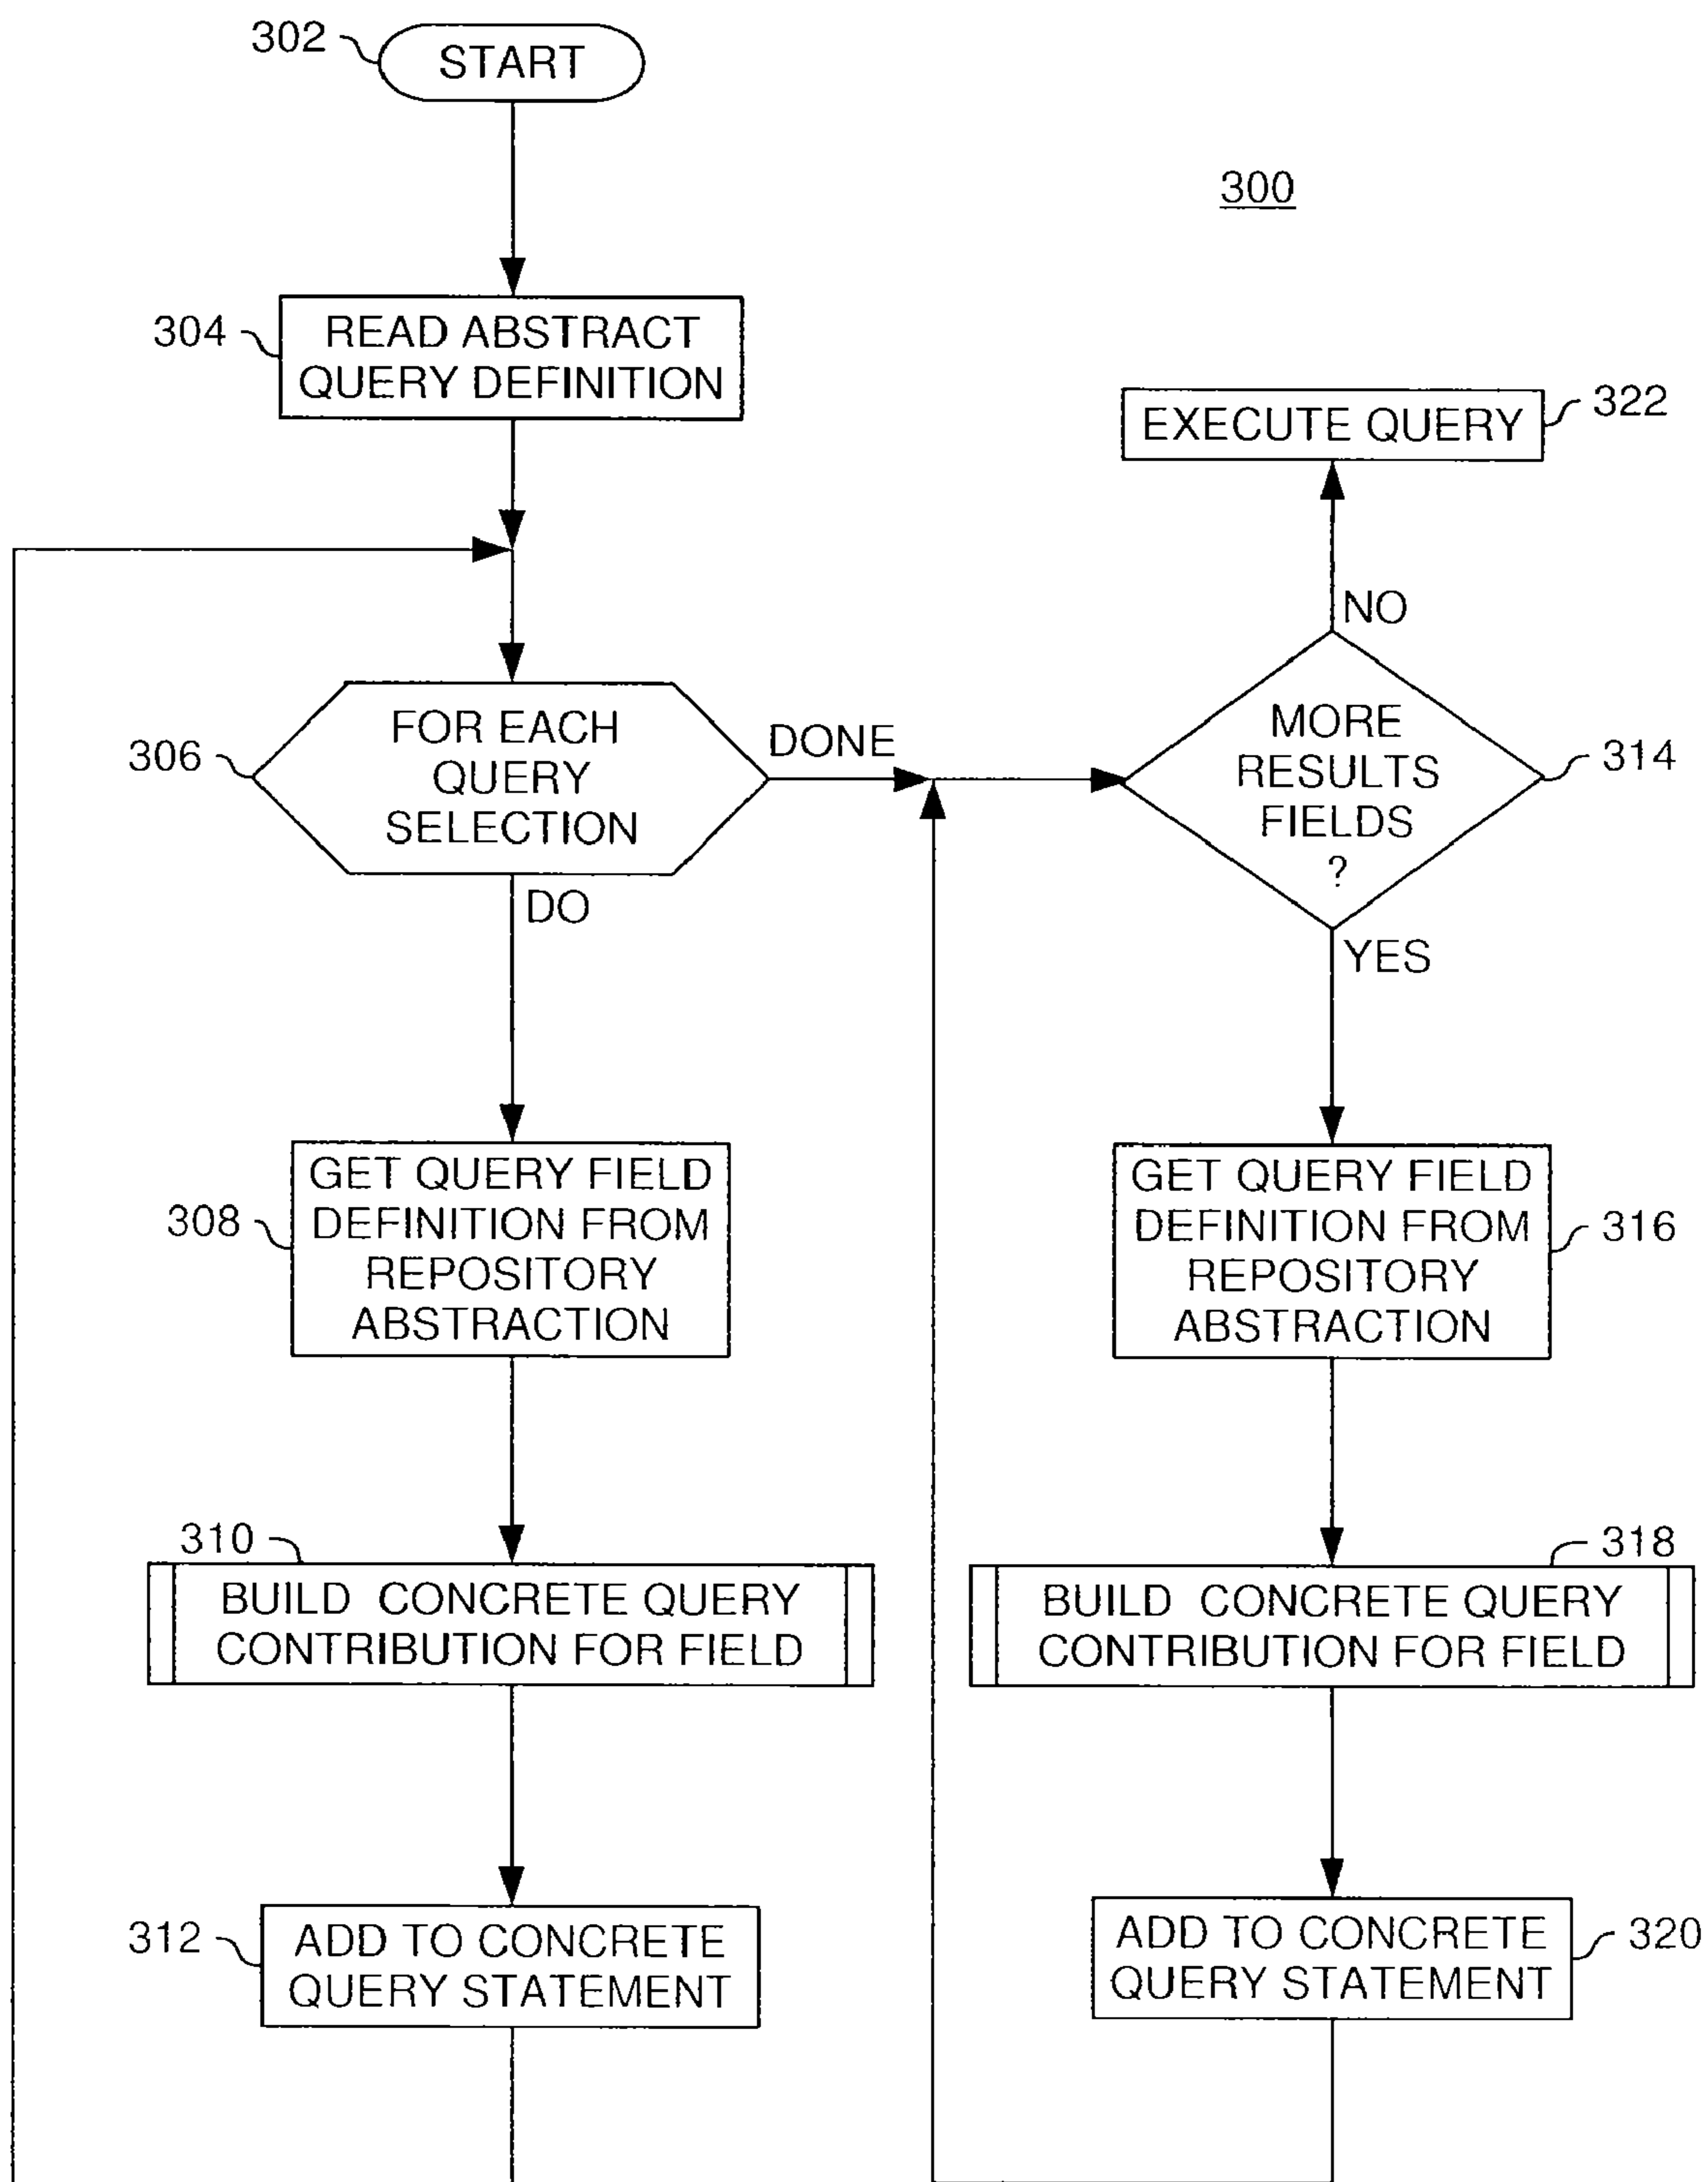 302
START
300
304
READ ABSTRACT
QUERY DEFINITION
EXECUTE QUERY
322
NO
306
FOR EACH
QUERY
SELECTION
DONE
MORE
RESULTS
FIELDS
?
314
DO
YES
308
GET QUERY FIELD
DEFINITION FROM
REPOSITORY
ABSTRACTION
GET QUERY FIELD
DEFINITION FROM
REPOSITORY
ABSTRACTION
316
310
BUILD CONCRETE QUERY
CONTRIBUTION FOR FIELD
318
BUILD CONCRETE QUERY
CONTRIBUTION FOR FIELD
312
ADD TO CONCRETE
QUERY STATEMENT
ADD TO CONCRETE
QUERY STATEMENT
320